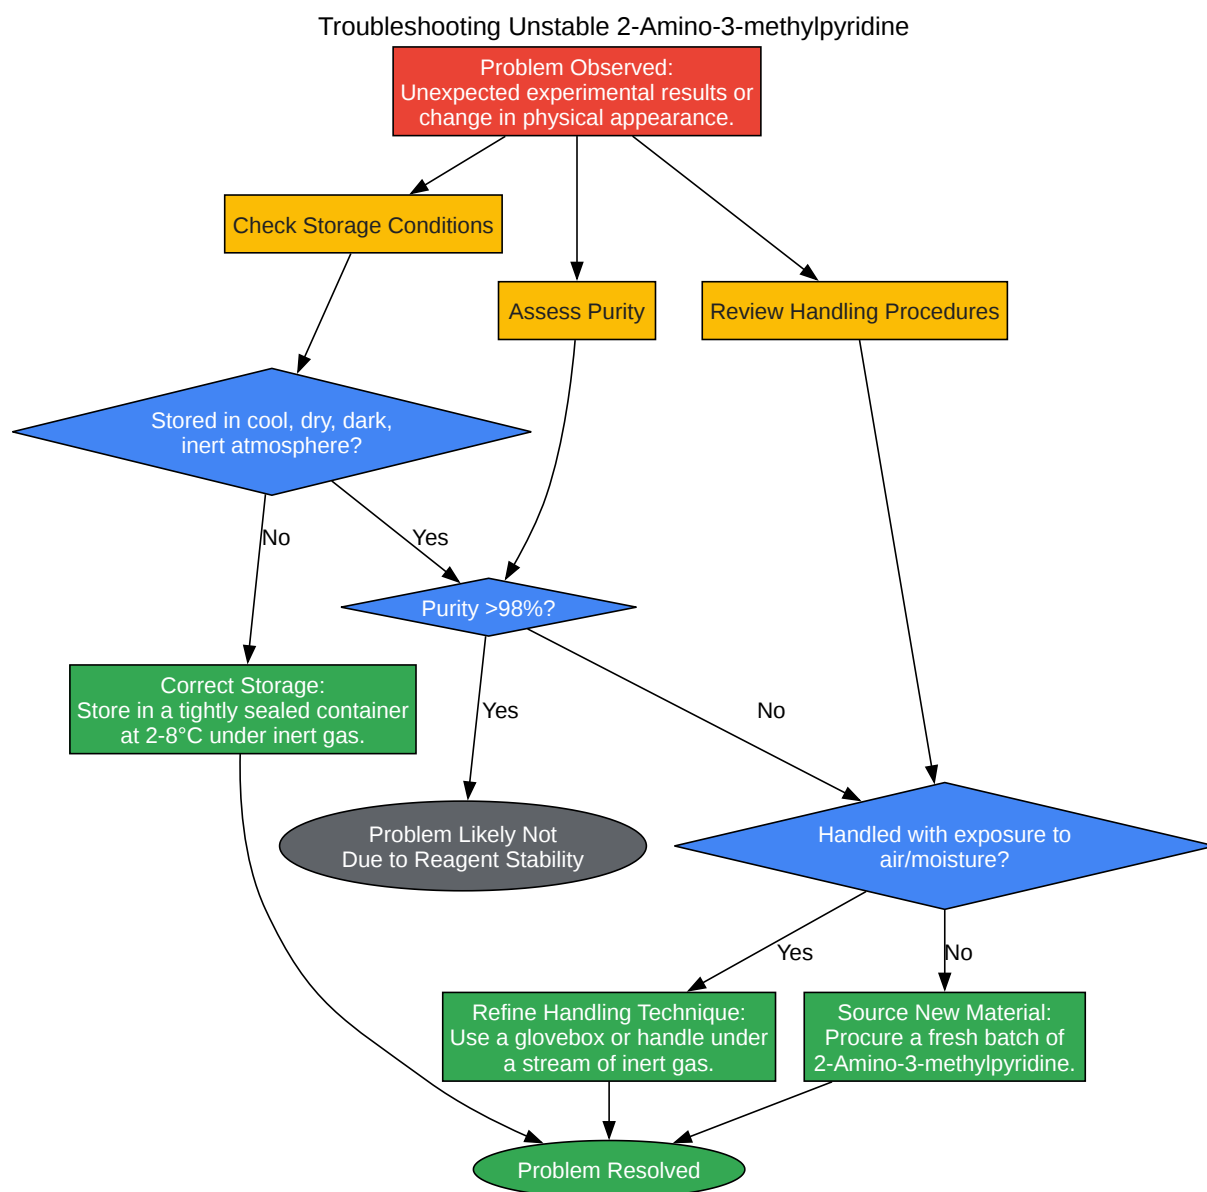 Troubleshooting Unstable 2-Amino-3-methylpyridine
Problem Observed:
Unexpected experimental results or
change in physical appearance.
Check Storage Conditions
Assess Purity
Review Handling Procedures
Stored in cool, dry, dark,
inert atmosphere?
No
Yes
Purity >98%?
Correct Storage:
Store in a tightly sealed container
at 2-8°C under inert gas.
Yes
No
Problem Likely Not
Due to Reagent Stability
Handled with exposure to
air/moisture?
Yes
No
Refine Handling Technique:
Use a glovebox or handle under
a stream of inert gas.
Source New Material:
Procure a fresh batch of
2-Amino-3-methylpyridine.
Problem Resolved